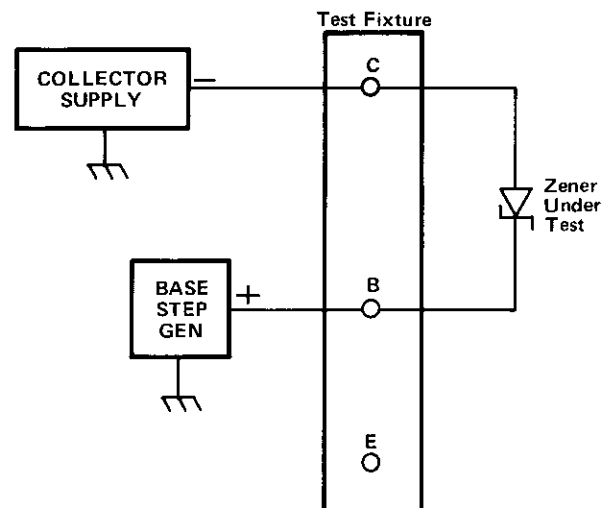 Test Fixture
COLLECTOR
SUPPLY
−
C
Zener
Under
Test
BASE
STEP
GEN
+
B
E